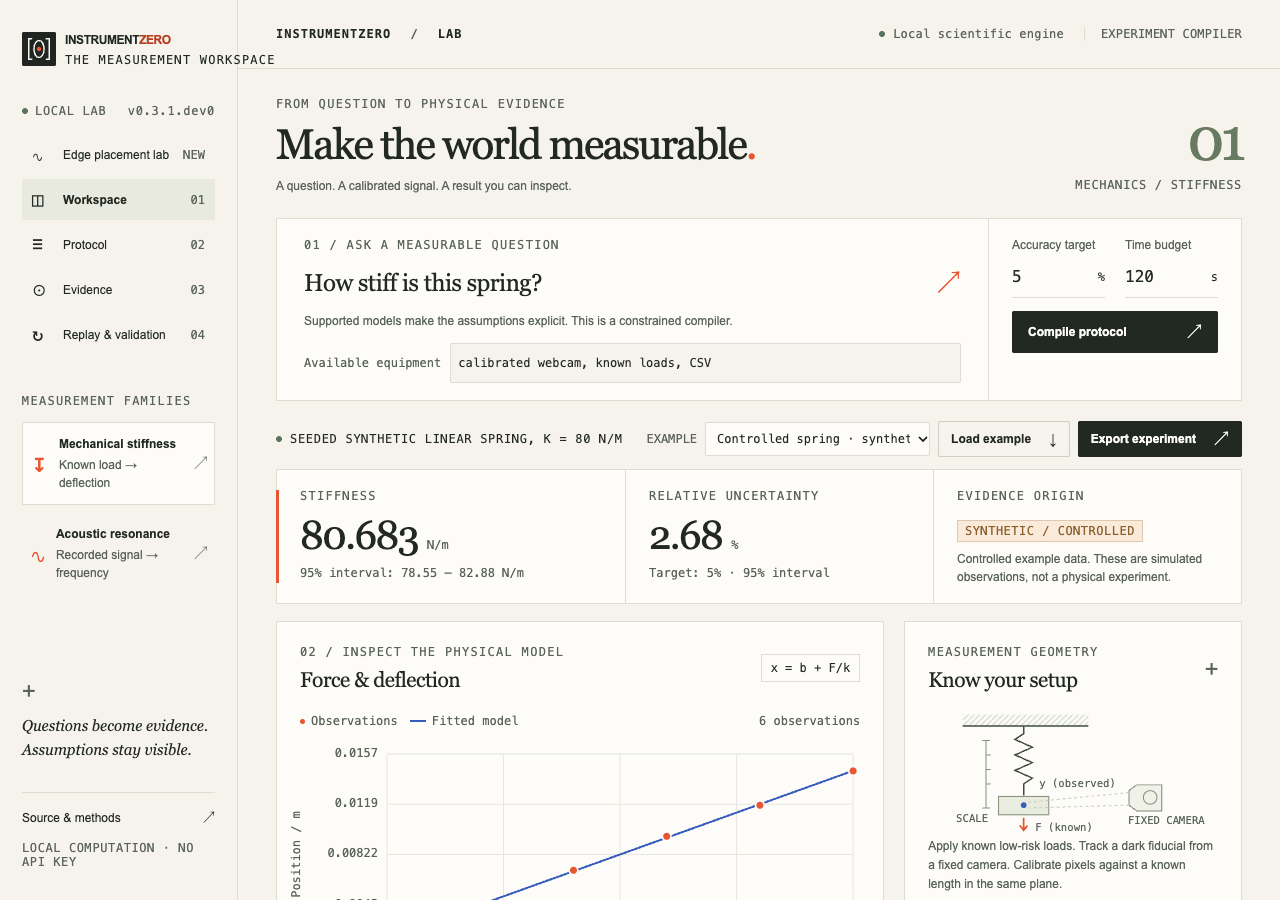 INSTRUMENTZERO
THE MEASUREMENT WORKSPACE
LOCAL LAB v0.3.1.dev0
Edge placement lab NEW
Workspace 01
Protocol 02
Evidence 03
Replay & validation 04
MEASUREMENT FAMILIES
Mechanical stiffness
Known load →
deflection
Acoustic resonance
Recorded signal →
frequency
+
Questions become evidence.
Assumptions stay visible.
Source & methods
LOCAL COMPUTATION · NO
API KEY
INSTRUMENTZERO / LAB
Local scientific engine
EXPERIMENT COMPILER
FROM QUESTION TO PHYSICAL EVIDENCE
Make the world measurable.
A question. A calibrated signal. A result you can inspect.
01
MECHANICS / STIFFNESS
01 / ASK A MEASURABLE QUESTION
How stiff is this spring?
Supported models make the assumptions explicit. This is a constrained compiler.
Available equipment calibrated webcam, known loads, CSV
Accuracy target Time budget
5 % 120 s
Compile protocol
SEEDED SYNTHETIC LINEAR SPRING, K = 80 N/M
EXAMPLE Controlled spring · synthet
Load example ↓
Export experiment
STIFFNESS
80.683 N/m
95% interval: 78.55 — 82.88 N/m
RELATIVE UNCERTAINTY
2.68 %
Target: 5% · 95% interval
EVIDENCE ORIGIN
SYNTHETIC / CONTROLLED
Controlled example data. These are simulated
observations, not a physical experiment.
02 / INSPECT THE PHYSICAL MODEL
Force & deflection
x = b + F/k
Observations Fitted model 6 observations
0.0157
0.0119
0.00822
Position / m
MEASUREMENT GEOMETRY
Know your setup
+
y (observed)
SCALE
F (known)
FIXED CAMERA
Apply known low-risk loads. Track a dark fiducial from
a fixed camera. Calibrate pixels against a known
length in the same plane.